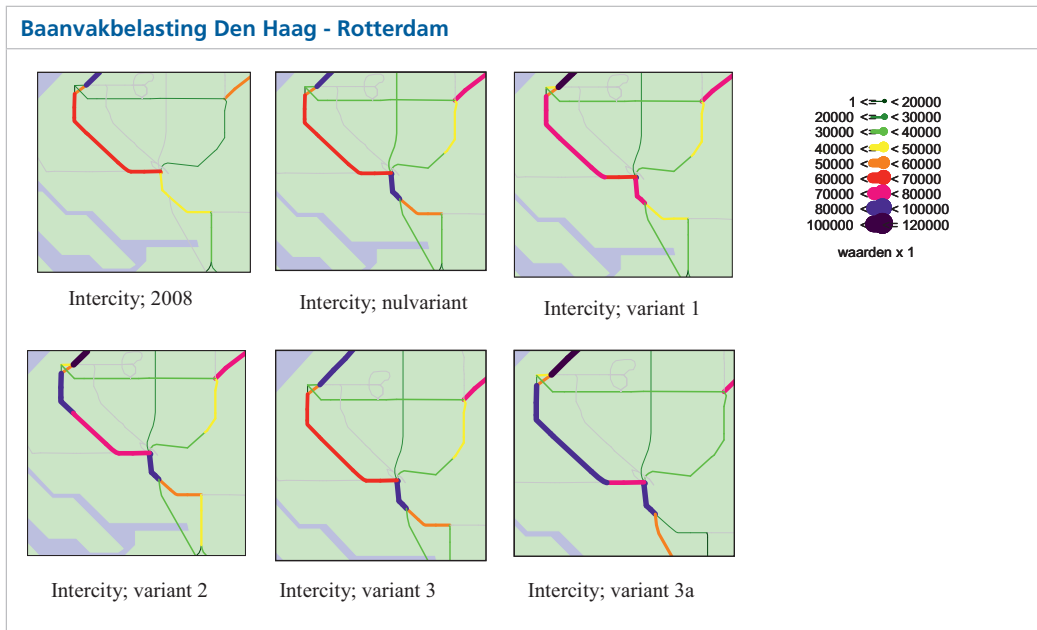 Baanvakbelasting Den Haag - Rotterdam
1 <= < 20000
20000 <= < 30000
30000 <= < 40000
40000 <= < 50000
50000 <= < 60000
60000 <= < 70000
70000 <= < 80000
80000 <= < 100000
100000 <= <= 120000
waarden x 1
Intercity; 2008
Intercity; nulvariant
Intercity; variant 1
Intercity; variant 2
Intercity; variant 3
Intercity; variant 3a